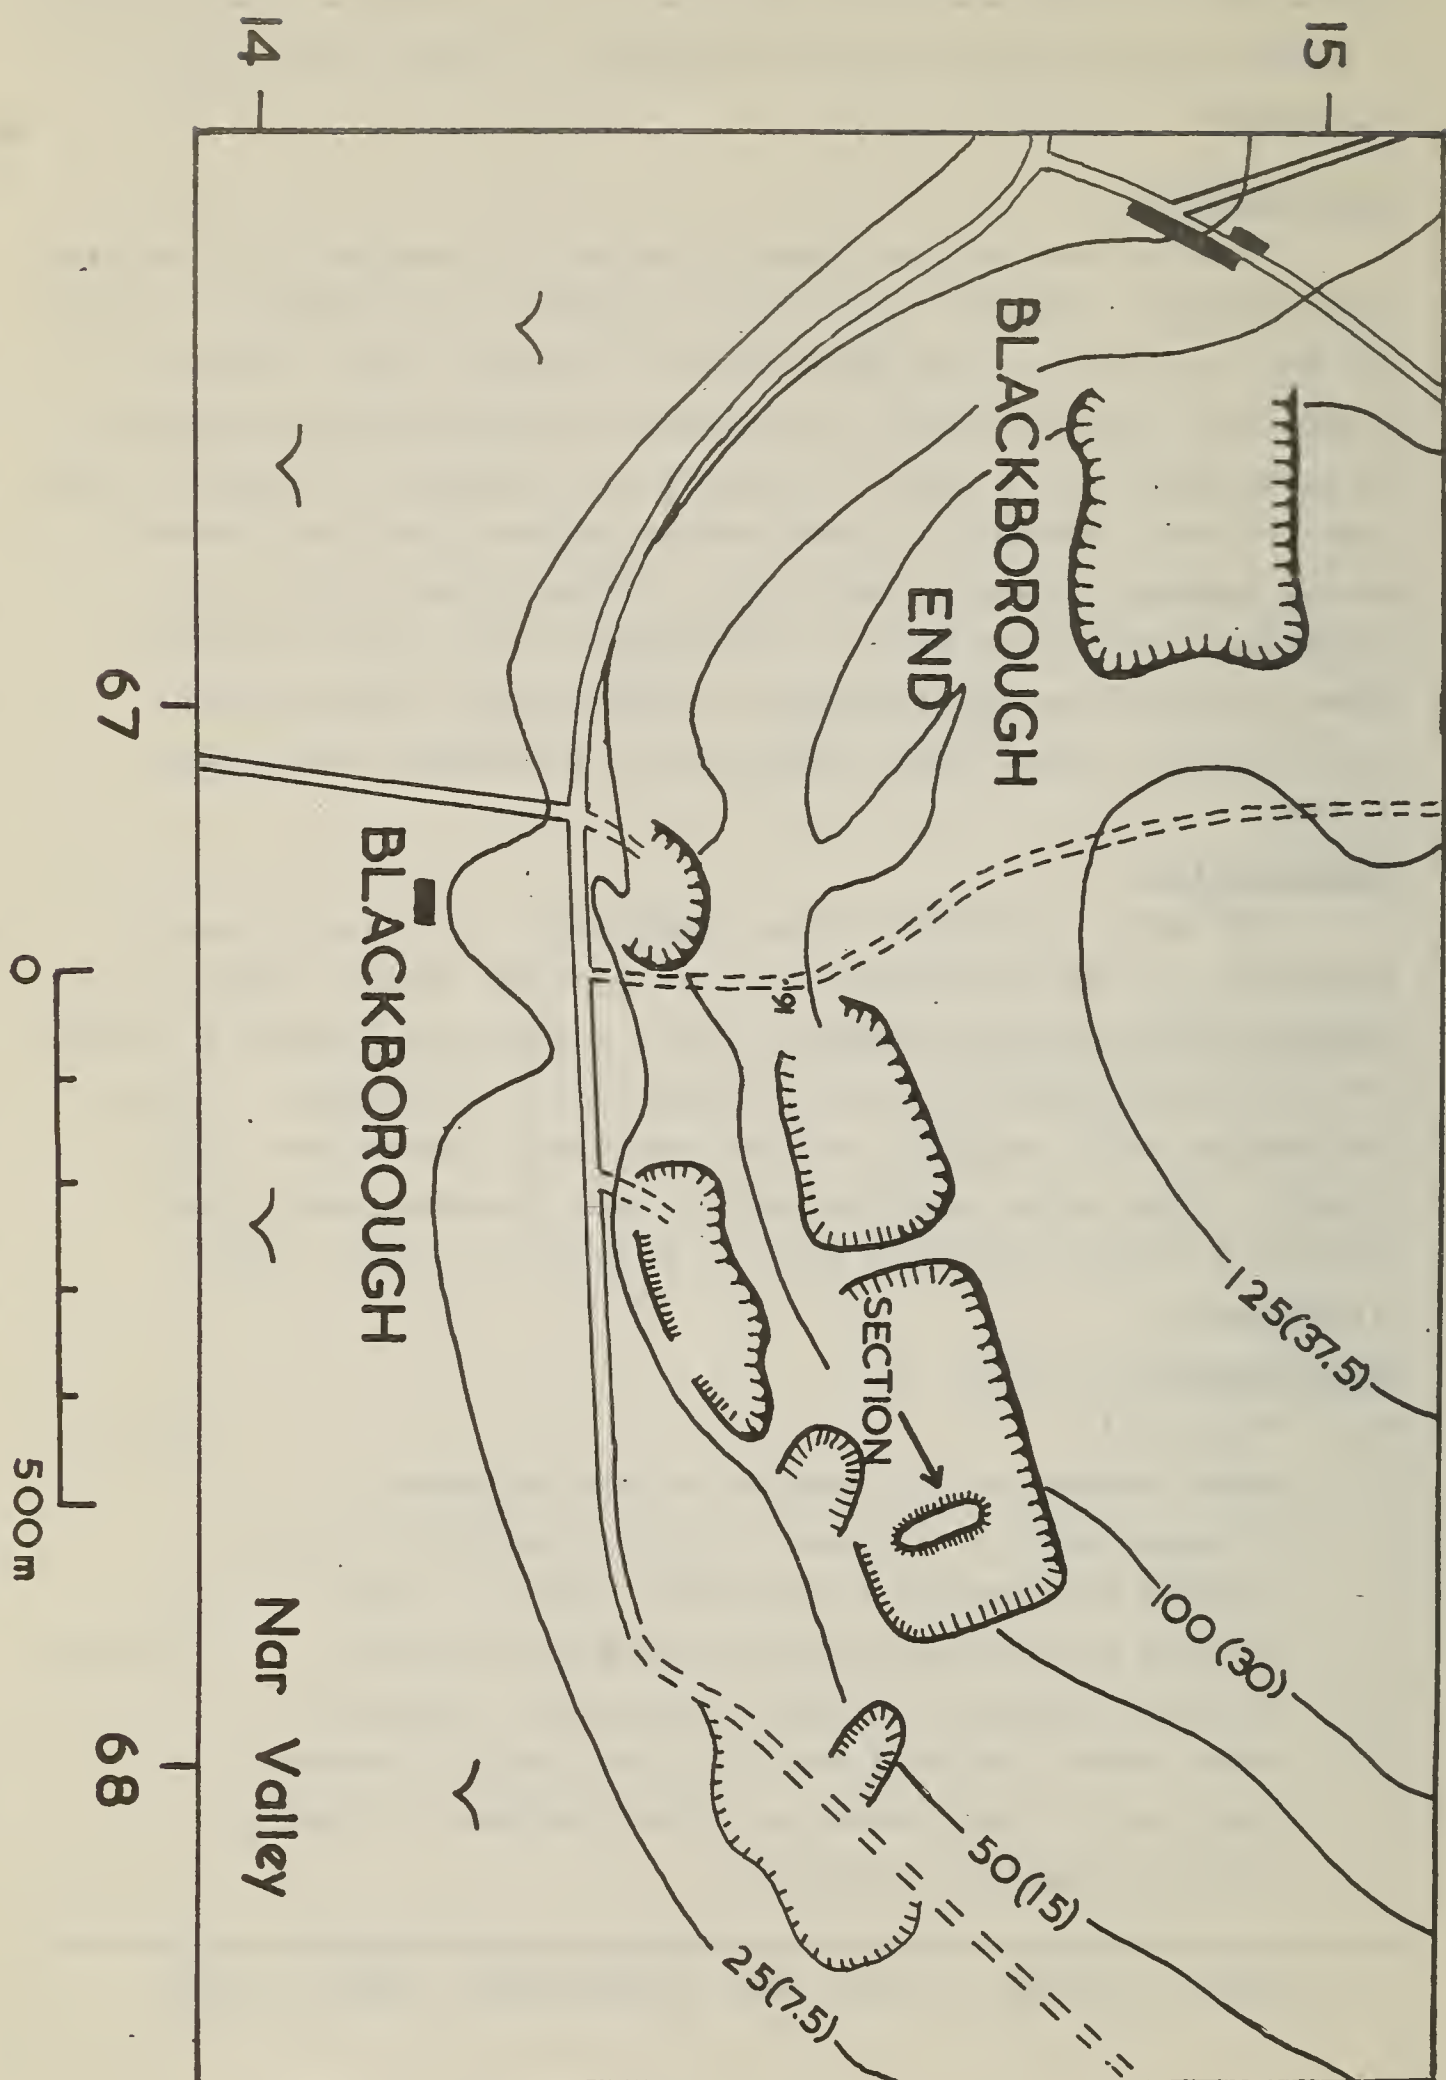 15
14
BLACKBOROUGH
END
125(37.5)
100(30)
50(15)
25(7.5)
SECTION
.91
BLACKBOROUGH
Nar Valley
67
68
0
500m